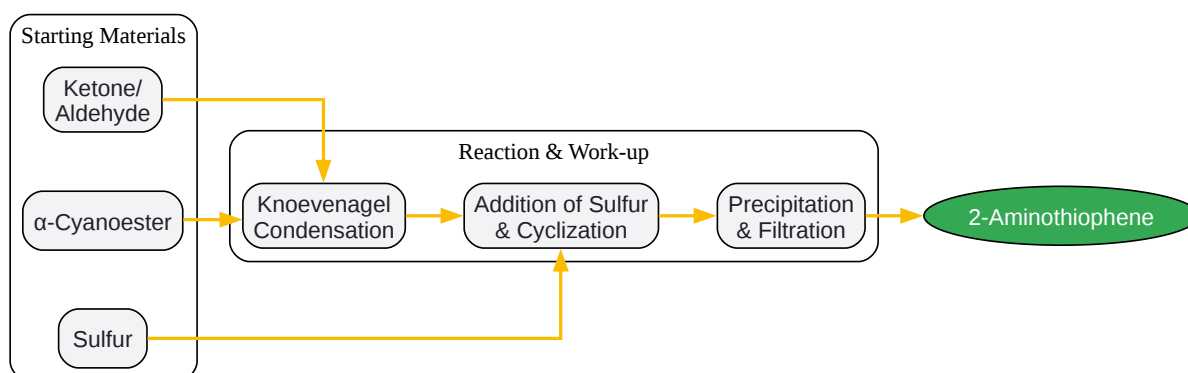 Starting Materials
Ketone/
Aldehyde
α-Cyanoester
Sulfur
Reaction & Work-up
Knoevenagel
Condensation
Addition of Sulfur
& Cyclization
Precipitation
& Filtration
2-Aminothiophene